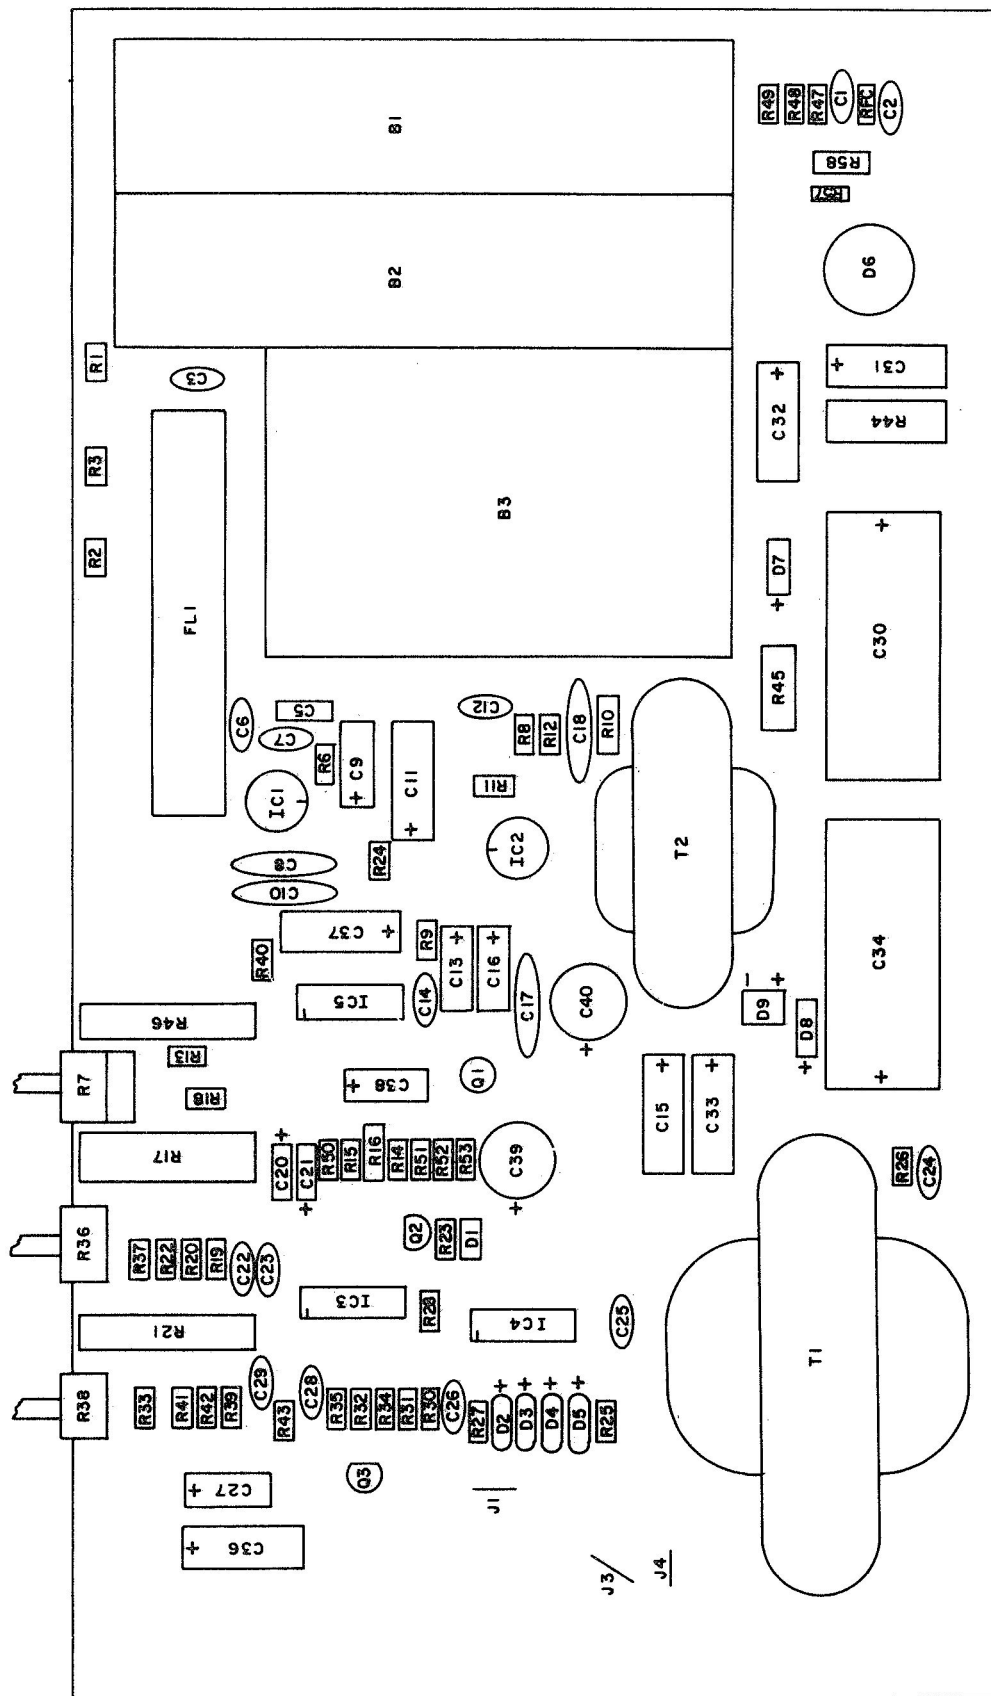 B1
R49
R48
R47
C1
RFC
C2
R58
R57
B2
D6
R1
C3
C31
+
C32
+
R44
R3
R2
FL1
B3
D7
+
C30
+
R45
C6
C5
C7
R6
C9
+
C11
+
C12
R8
R12
C18
R10
IC1
R11
R24
IC2
T2
C8
C10
C37
+
R9
C13
+
C16
+
C34
+
R40
IC5
C14
C17
C40
+
D9
-
+
D8
+
R46
R13
R7
R18
C38
+
Q1
C15
+
C33
+
R17
C20
+
C21
+
R50
R15
R16
R14
R51
R52
R53
C39
+
R26
C24
R36
R37
R22
R20
R19
C22
C23
Q2
R23
D1
R21
IC3
R28
IC4
C25
T1
R38
R33
R41
R42
R39
C29
R43
C28
R35
R32
R34
R31
R30
C26
R27
D2
+
D3
+
D4
+
D5
+
R25
C27
+
Q3
J1
C36
+
J3
J4